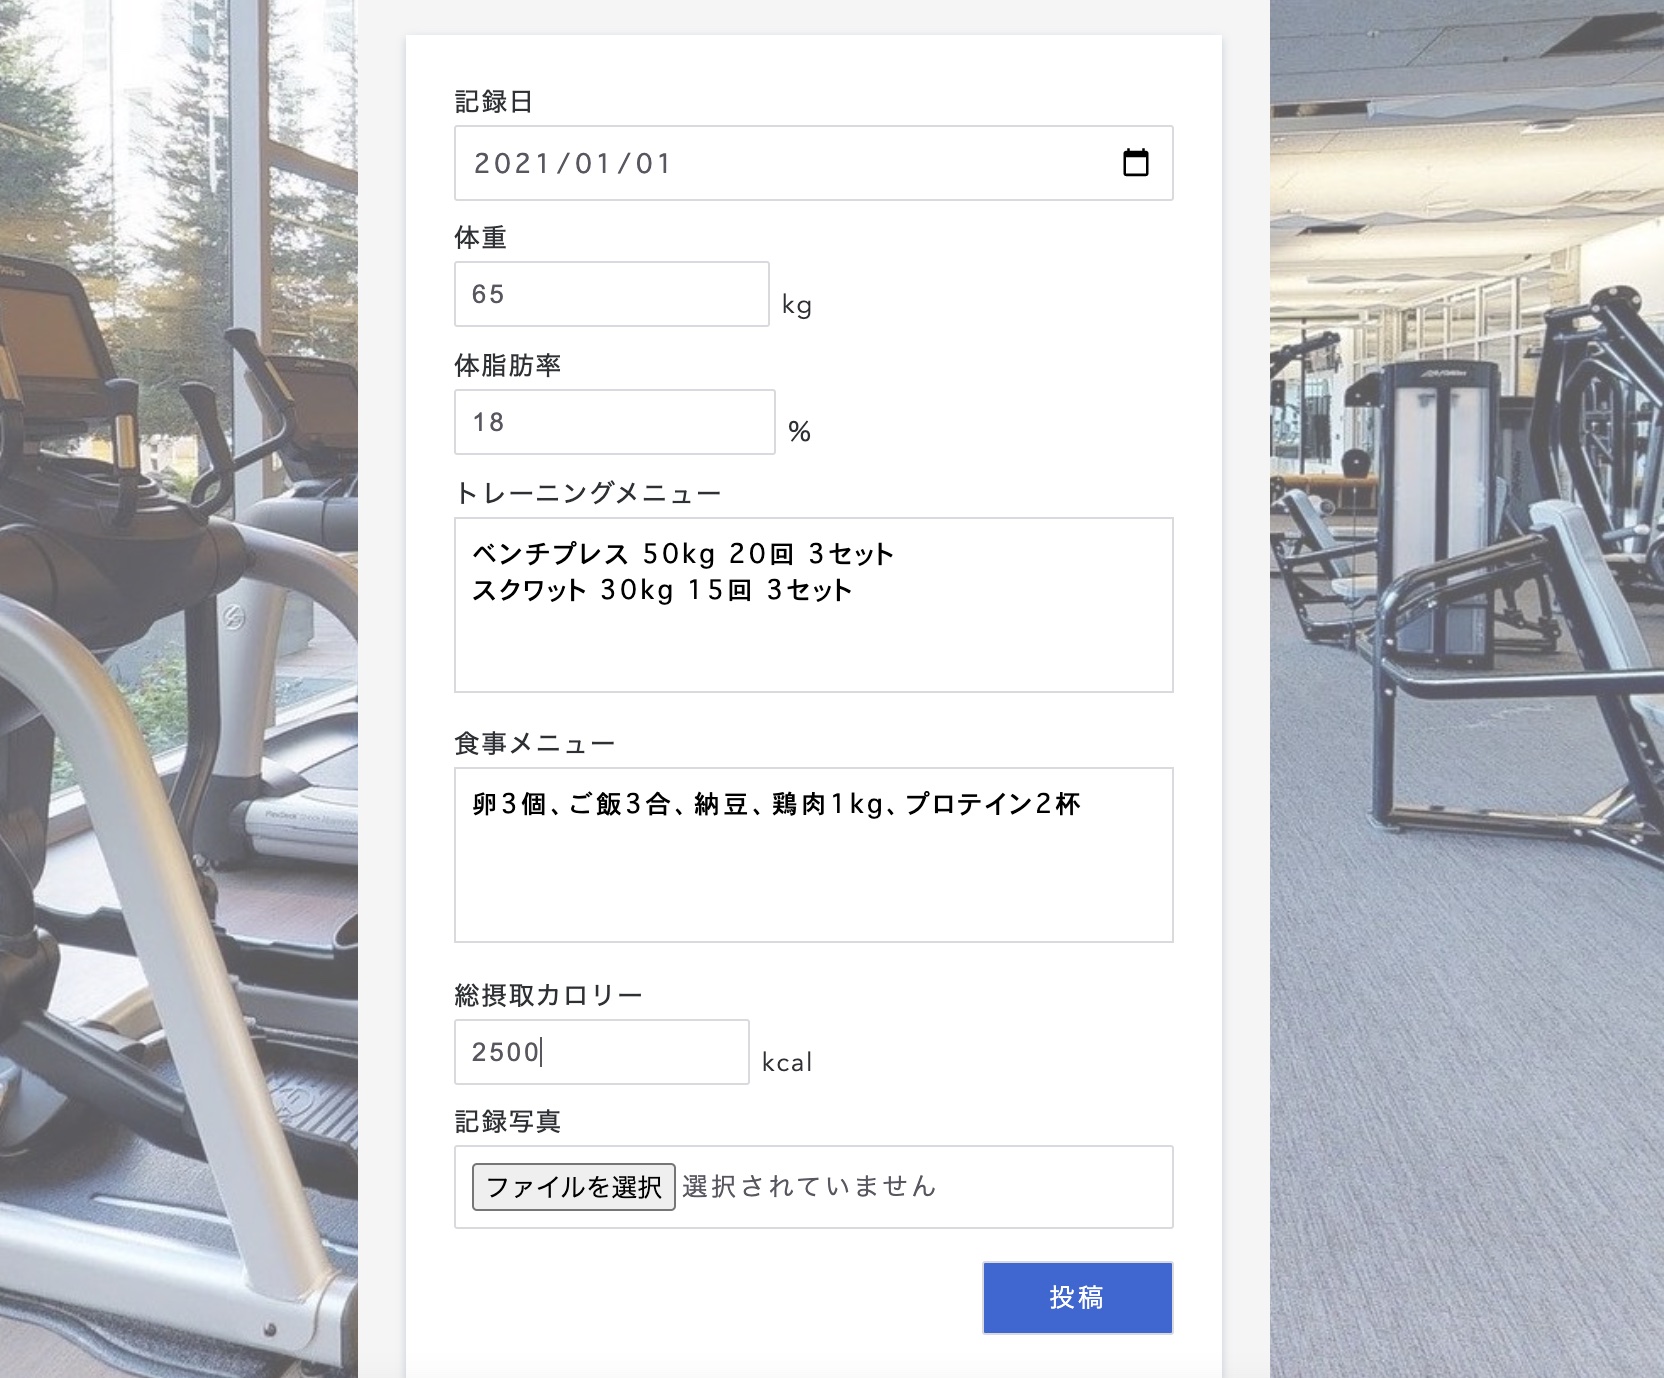 記録日
2021/01/01
体重
65 kg
体脂肪率
18 %
トレーニングメニュー
ベンチプレス 50kg 20回 3セット
スクワット 30kg 15回 3セット
食事メニュー
卵3個、ご飯3合、納豆、鶏肉1kg、プロテイン2杯
総摂取カロリー
2500 kcal
記録写真
ファイルを選択 選択されていません
投稿